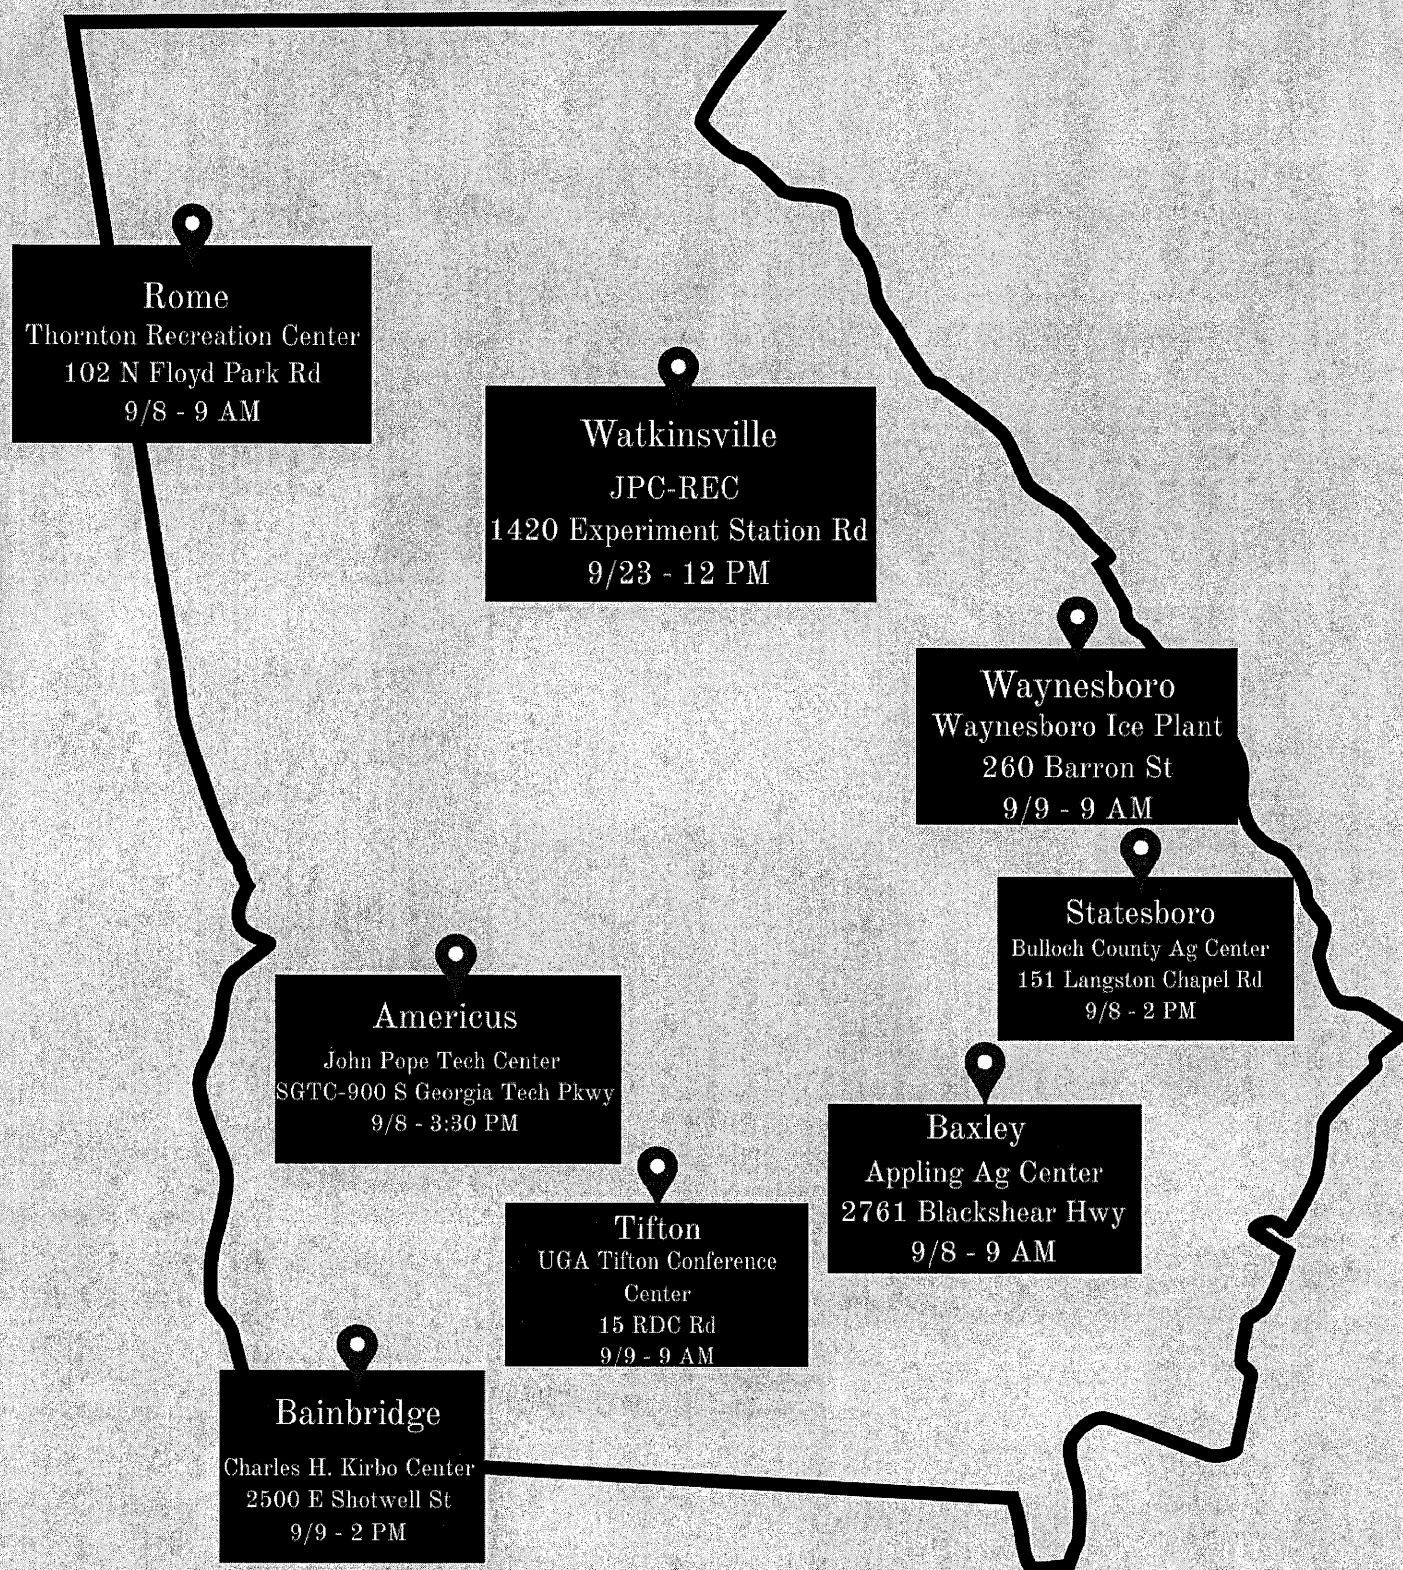 Rome
Thornton Recreation Center
102 N Floyd Park Rd
9/8 - 9 AM
Watkinsville
JPC-REC
1420 Experiment Station Rd
9/23 - 12 PM
Waynesboro
Waynesboro Ice Plant
260 Barron St
9/9 - 9 AM
Statesboro
Bulloch County Ag Center
151 Langston Chapel Rd
9/8 - 2 PM
Americus
John Pope Tech Center
SGTC-900 S Georgia Tech Pkwy
9/8 - 3:30 PM
Baxley
Appling Ag Center
2761 Blackshear Hwy
9/8 - 9 AM
Tifton
UGA Tifton Conference
Center
15 RDC Rd
9/9 - 9 AM
Bainbridge
Charles H. Kirbo Center
2500 E Shotwell St
9/9 - 2 PM